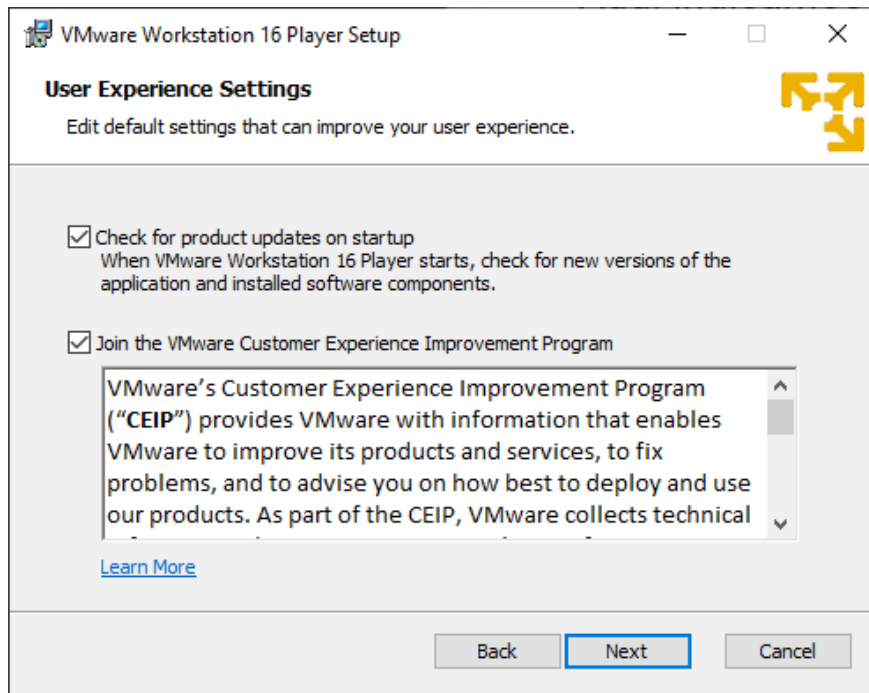 VMware Workstation 16 Player Setup
User Experience Settings
Edit default settings that can improve your user experience.
Check for product updates on startup
When VMware Workstation 16 Player starts, check for new versions of the
application and installed software components.
Join the VMware Customer Experience Improvement Program
VMware’s Customer Experience Improvement Program
(“CEIP”) provides VMware with information that enables
VMware to improve its products and services, to fix
problems, and to advise you on how best to deploy and use
our products. As part of the CEIP, VMware collects technical
Learn More
Back
Next
Cancel